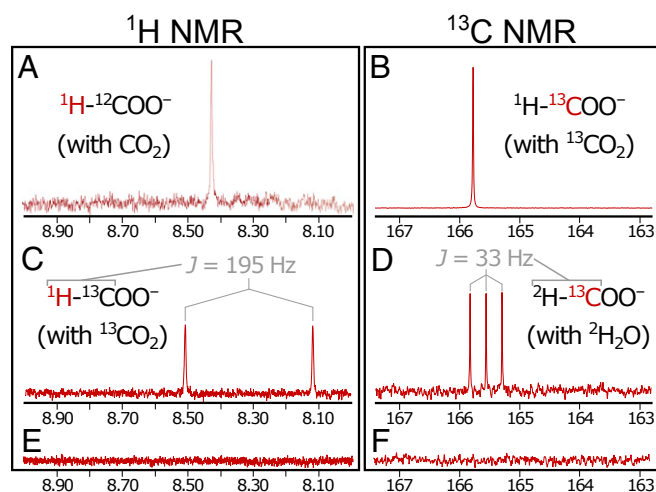 ¹H NMR
¹³C NMR
A
¹H-¹²COO⁻
(with CO₂)
8.90 8.70 8.50 8.30 8.10
B
¹H-¹³COO⁻
(with ¹³CO₂)
167 166 165 164 163
C
J = 195 Hz
¹H-¹³COO⁻
(with ¹³CO₂)
8.90 8.70 8.50 8.30 8.10
D
J = 33 Hz
²H-¹³COO⁻
(with ²H₂O)
167 166 165 164 163
E
8.90 8.70 8.50 8.30 8.10
F
167 166 165 164 163